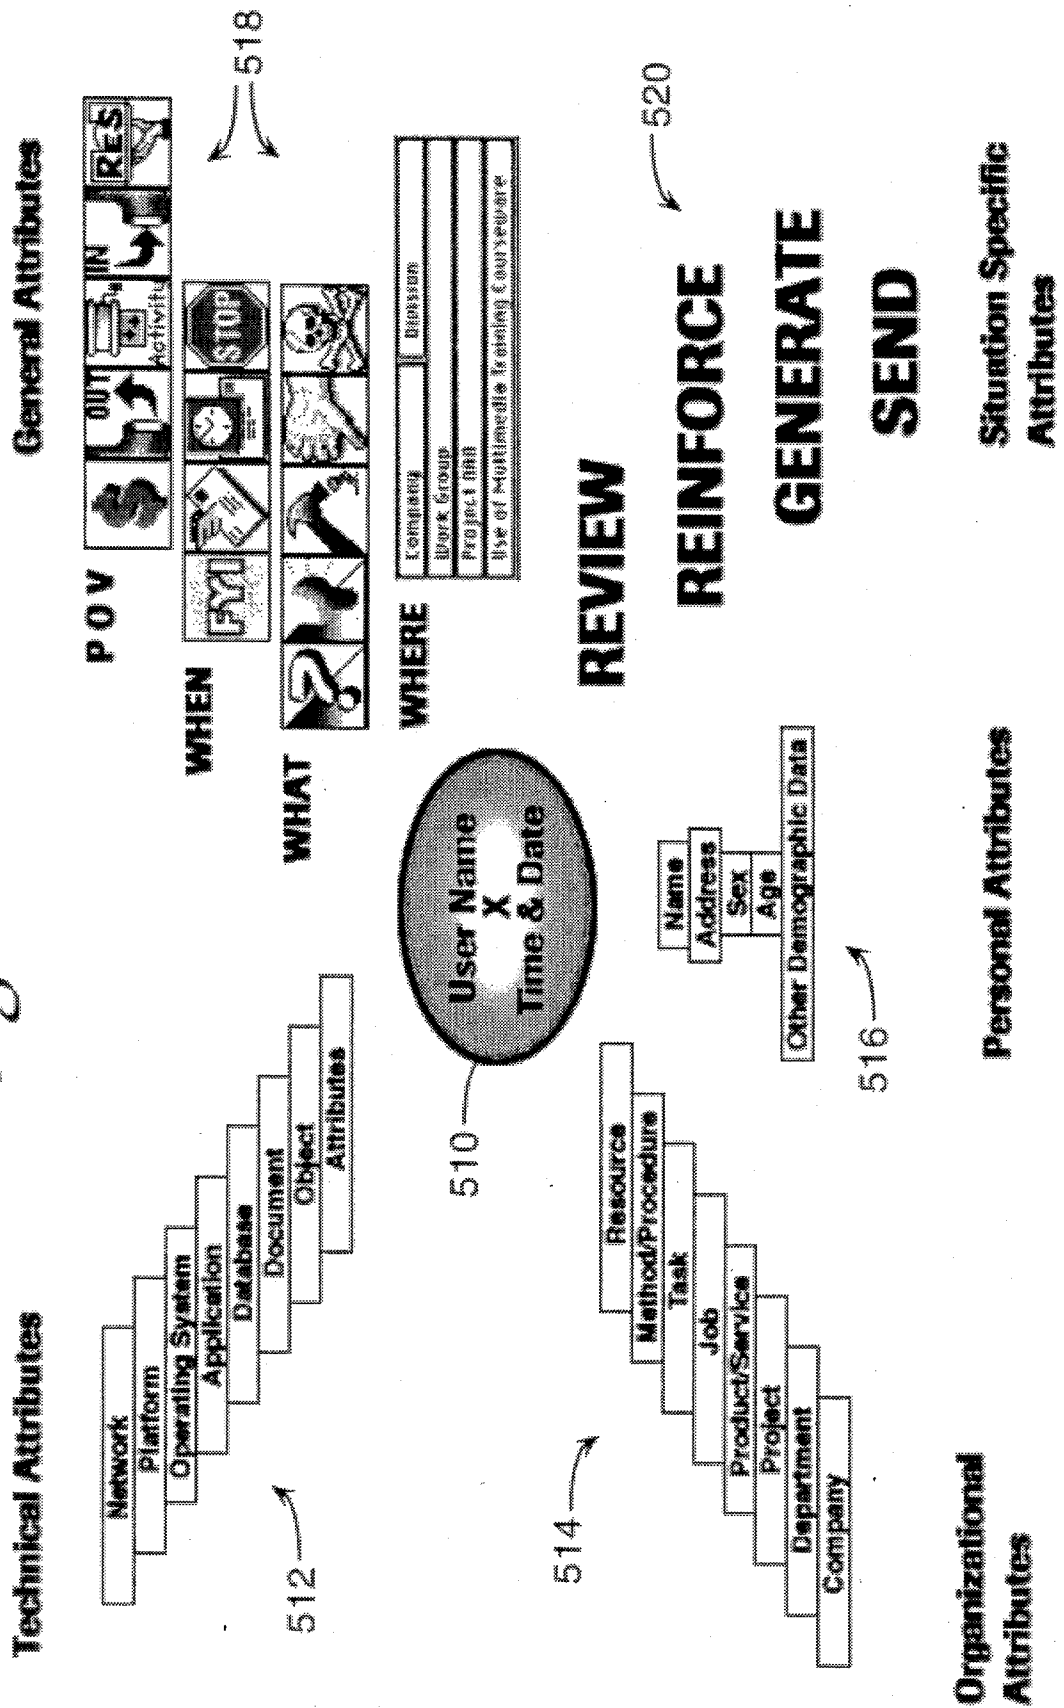 Technical Attributes
Network
Platform
Operating System
Application
Database
Document
Object
Attributes
512
General Attributes
P O V
OUT
Activity
IN
RES
WHEN
FYI
STOP
WHAT
?
WHERE
Company
Division
Work Group
Project nnn
Use of Multimedia Training Courseware
518
510
User Name
X
Time & Date
514
Resource
Method/Procedure
Task
Job
Product/Service
Project
Department
Company
Organizational
Attributes
Name
Address
Sex
Age
Other Demographic Data
516
Personal Attributes
REVIEW
REINFORCE
GENERATE
SEND
520
Situation Specific
Attributes